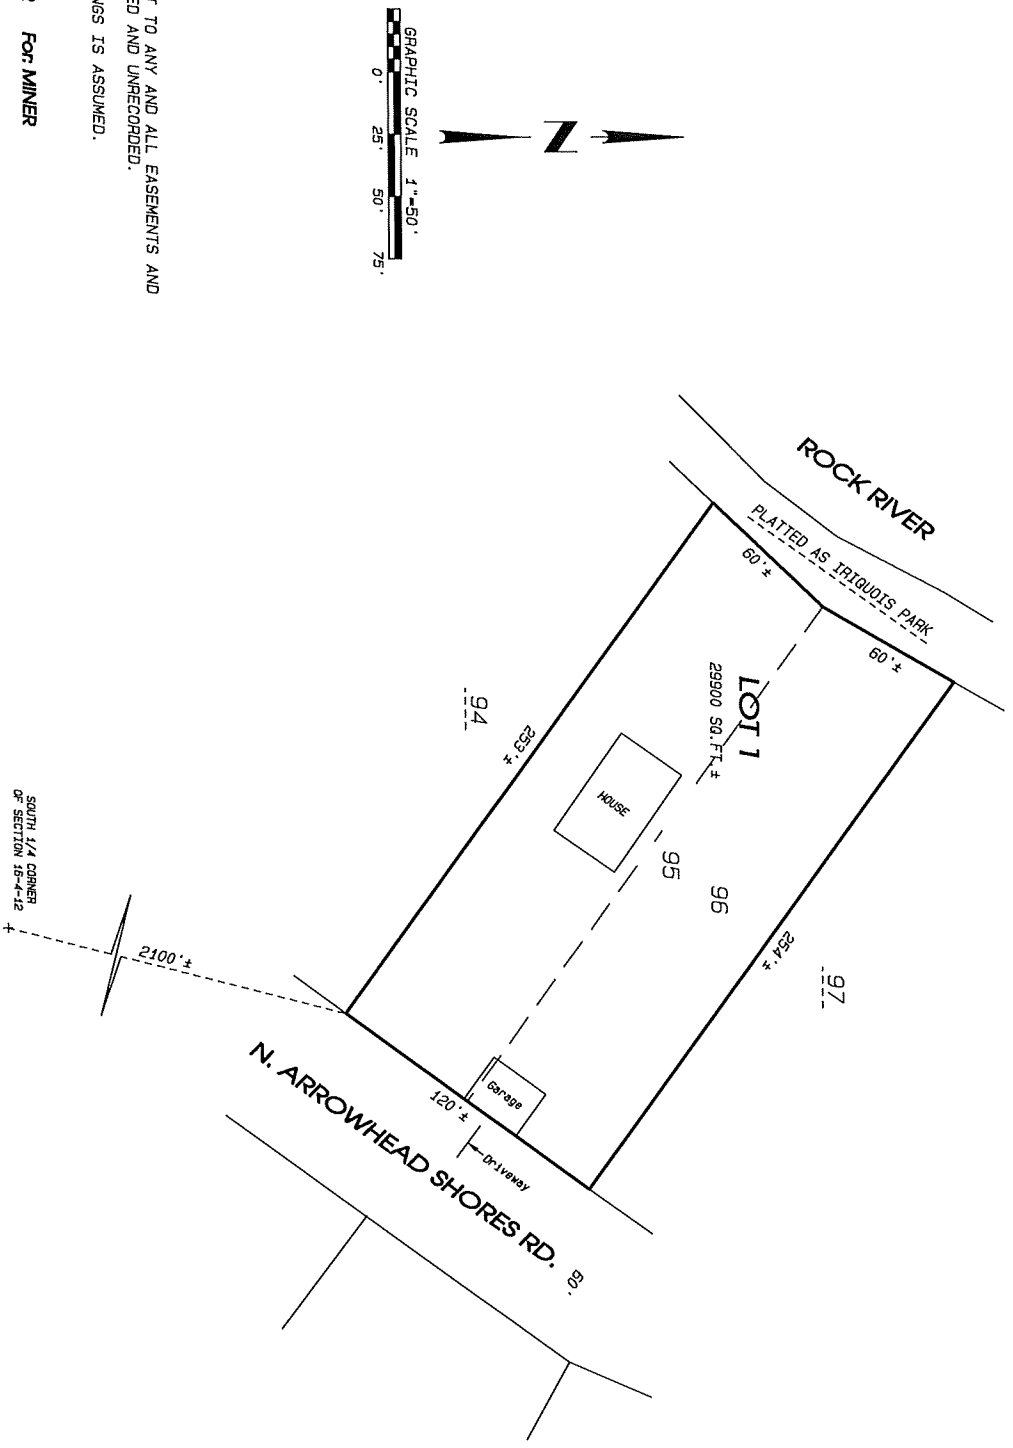 T TO ANY AND ALL EASEMENTS AND
ED AND UNRECORDED.
NGS IS ASSUMED.
For: MINER
GRAPHIC SCALE 1"=50'
0' 25' 50' 75'
N
ROCK RIVER
PLATTED AS IRIQUOIS PARK
60'±
60'±
LOT 1
29900 SQ.FT.±
94
253'±
HOUSE
95
96
254'±
97
SOUTH 1/4 CORNER
OF SECTION 16-4-12
2100'±
Garage
120'±
Driveway
N. ARROWHEAD SHORES RD.
60'